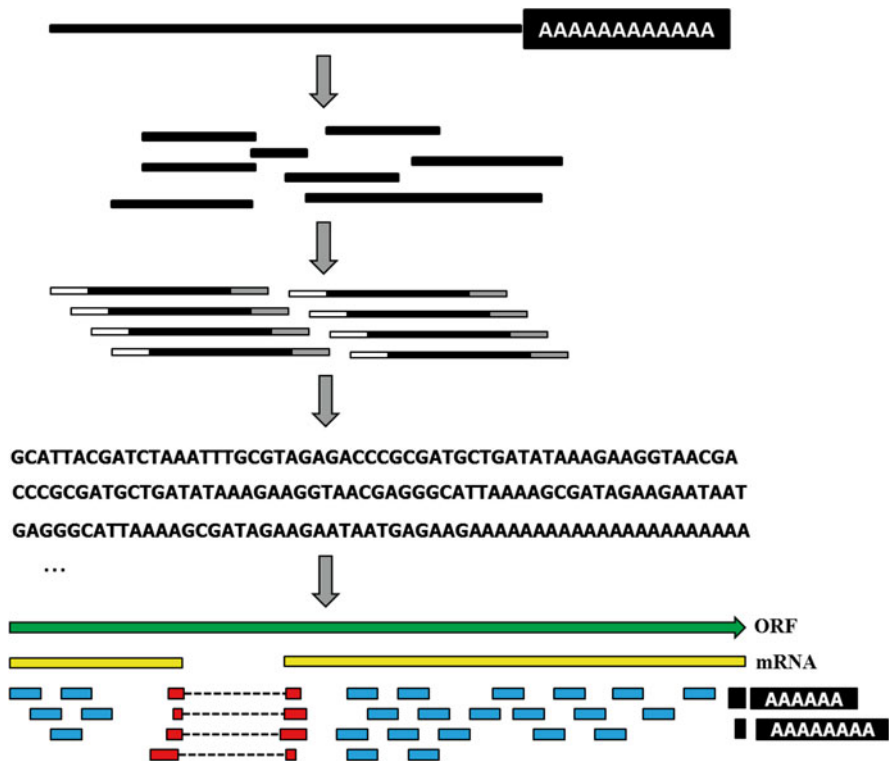 AAAAAAAAAAAA
GCATTACGATCTAAATTTGCGTAGAGACCCGCGATGCTGATATAAAGAAGGTAACGA
CCCGCGATGCTGATATAAAGAAGGTAACGAGGGCATTAAAAGCGATAGAAGAATAAT
GAGGGCATTAAAAGCGATAGAAGAATAATGAGAAGAAAAAAAAAAAAAAAAAAAAAA
...
ORF
mRNA
AAAAAA
AAAAAAAA